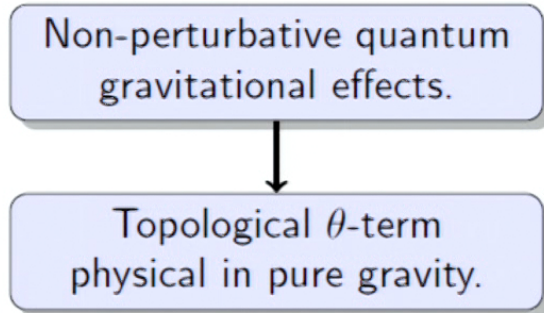 Non-perturbative quantum
gravitational effects.
Topological θ-term
physical in pure gravity.